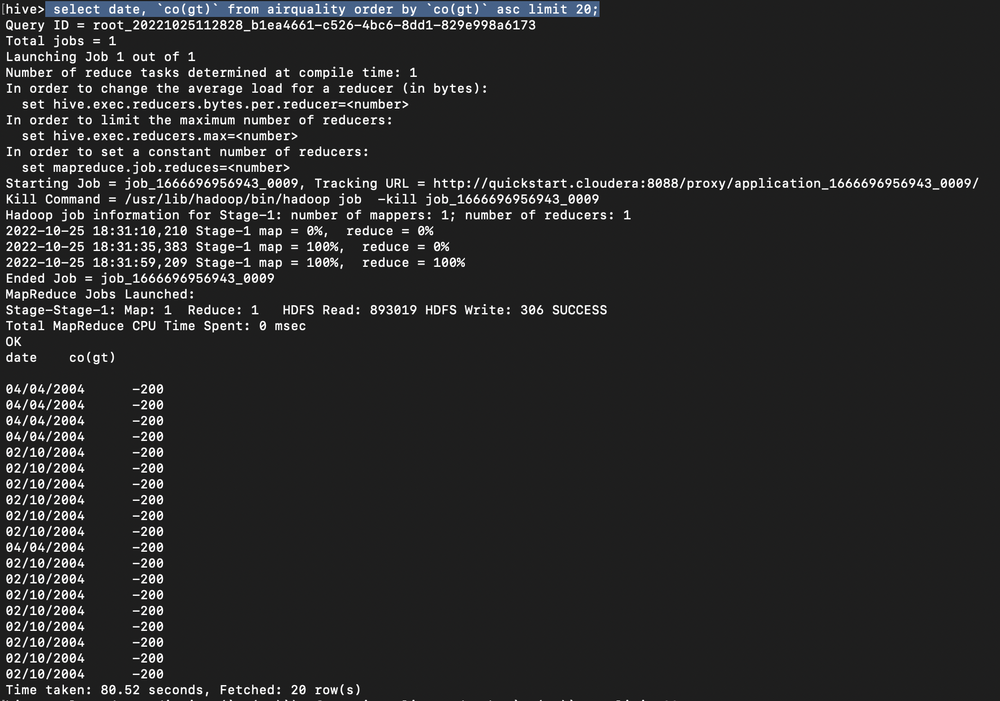 [hive> select date, `co(gt)` from airquality order by `co(gt)` asc limit 20;
Query ID = root_20221025112828_b1ea4661-c526-4bc6-8dd1-829e998a6173
Total jobs = 1
Launching Job 1 out of 1
Number of reduce tasks determined at compile time: 1
In order to change the average load for a reducer (in bytes):
  set hive.exec.reducers.bytes.per.reducer=<number>
In order to limit the maximum number of reducers:
  set hive.exec.reducers.max=<number>
In order to set a constant number of reducers:
  set mapreduce.job.reduces=<number>
Starting Job = job_1666696956943_0009, Tracking URL = http://quickstart.cloudera:8088/proxy/application_1666696956943_0009/
Kill Command = /usr/lib/hadoop/bin/hadoop job  -kill job_1666696956943_0009
Hadoop job information for Stage-1: number of mappers: 1; number of reducers: 1
2022-10-25 18:31:10,210 Stage-1 map = 0%,  reduce = 0%
2022-10-25 18:31:35,383 Stage-1 map = 100%,  reduce = 0%
2022-10-25 18:31:59,209 Stage-1 map = 100%,  reduce = 100%
Ended Job = job_1666696956943_0009
MapReduce Jobs Launched:
Stage-Stage-1: Map: 1  Reduce: 1   HDFS Read: 893019 HDFS Write: 306 SUCCESS
Total MapReduce CPU Time Spent: 0 msec
OK
date    co(gt)
04/04/2004      -200
04/04/2004      -200
04/04/2004      -200
04/04/2004      -200
02/10/2004      -200
02/10/2004      -200
02/10/2004      -200
02/10/2004      -200
02/10/2004      -200
02/10/2004      -200
04/04/2004      -200
02/10/2004      -200
02/10/2004      -200
02/10/2004      -200
02/10/2004      -200
02/10/2004      -200
02/10/2004      -200
02/10/2004      -200
02/10/2004      -200
Time taken: 80.52 seconds, Fetched: 20 row(s)